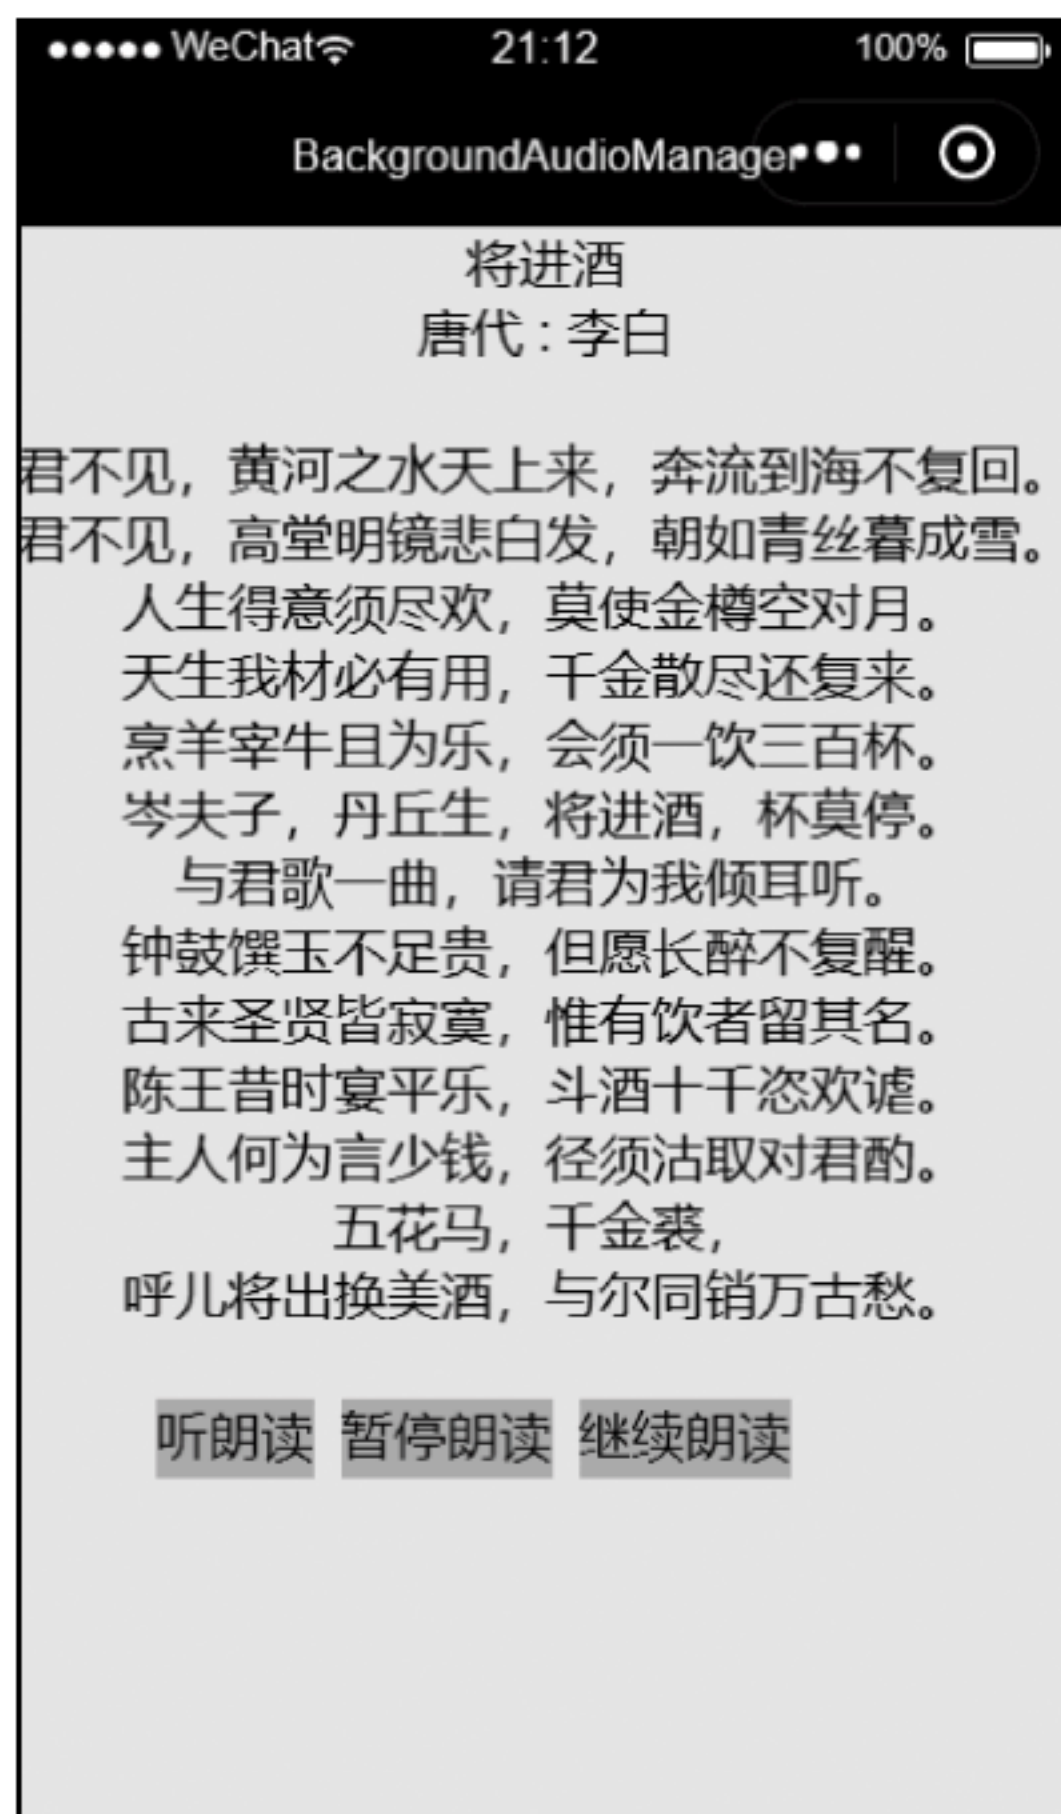 WeChat 21:12 100%
BackgroundAudioManager
将进酒
唐代：李白
君不见，黄河之水天上来，奔流到海不复回。
君不见，高堂明镜悲白发，朝如青丝暮成雪。
人生得意须尽欢，莫使金樽空对月。
天生我材必有用，千金散尽还复来。
烹羊宰牛且为乐，会须一饮三百杯。
岑夫子，丹丘生，将进酒，杯莫停。
与君歌一曲，请君为我倾耳听。
钟鼓馔玉不足贵，但愿长醉不复醒。
古来圣贤皆寂寞，惟有饮者留其名。
陈王昔时宴平乐，斗酒十千恣欢谑。
主人何为言少钱，径须沽取对君酌。
五花马，千金裘，
呼儿将出换美酒，与尔同销万古愁。
听朗读 暂停朗读 继续朗读